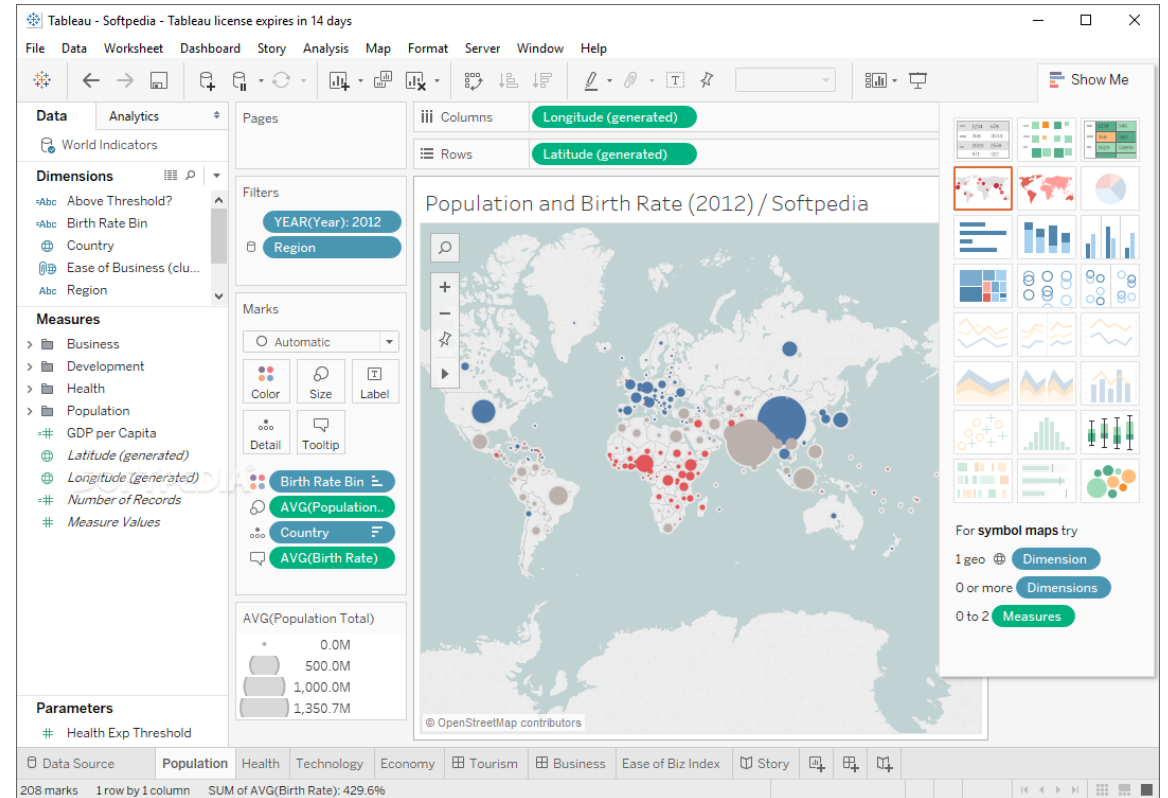 Tableau - Softpedia - Tableau license expires in 14 days
File Data Worksheet Dashboard Story Analysis Map Format Server Window Help
Show Me
Data Analytics
World Indicators
Dimensions
Abc Above Threshold?
Abc Birth Rate Bin
Country
Ease of Business (clu...
Abc Region
Measures
Business
Development
Health
Population
GDP per Capita
Latitude (generated)
Longitude (generated)
Number of Records
Measure Values
SOFTPEDIA
Parameters
Health Exp Threshold
Pages
Filters
YEAR(Year): 2012
Region
Marks
Automatic
Color Size Label
Detail Tooltip
Birth Rate Bin
AVG(Population..
Country
AVG(Birth Rate)
AVG(Population Total)
0.0M
500.0M
1,000.0M
1,350.7M
Columns Longitude (generated)
Rows Latitude (generated)
Population and Birth Rate (2012) / Softpedia
© OpenStreetMap contributors
For symbol maps try
1 geo Dimension
0 or more Dimensions
0 to 2 Measures
Data Source Population Health Technology Economy Tourism Business Ease of Biz Index Story
208 marks 1 row by 1 column SUM of AVG(Birth Rate): 429.6%